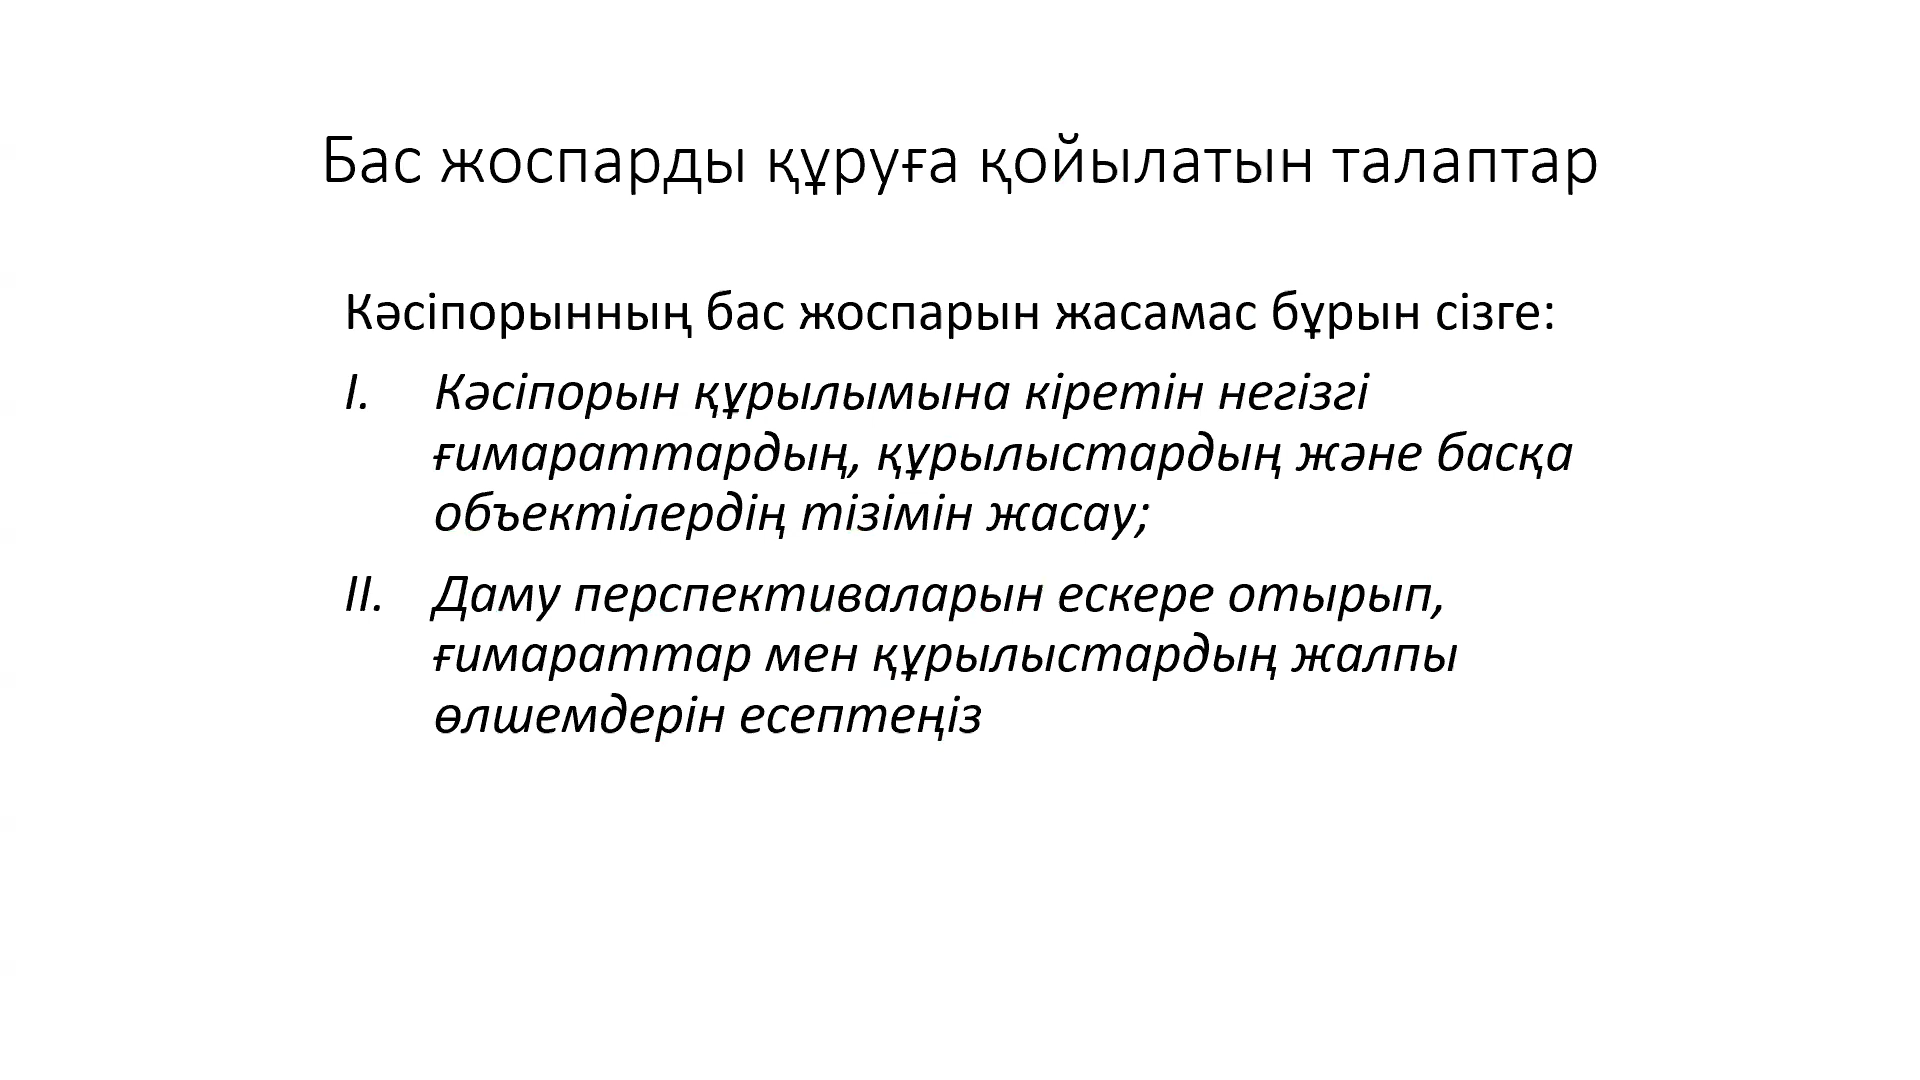 Бас жоспарды құруға қойылатын талаптар
Кәсіпорынның бас жоспарын жасамас бұрын сізге:
I. Кәсіпорын құрылымына кіретін негізгі
ғимараттардың, құрылыстардың және басқа
объектілердің тізімін жасау;
II. Даму перспективаларын ескере отырып,
ғимараттар мен құрылыстардың жалпы
өлшемдерін есептеңіз